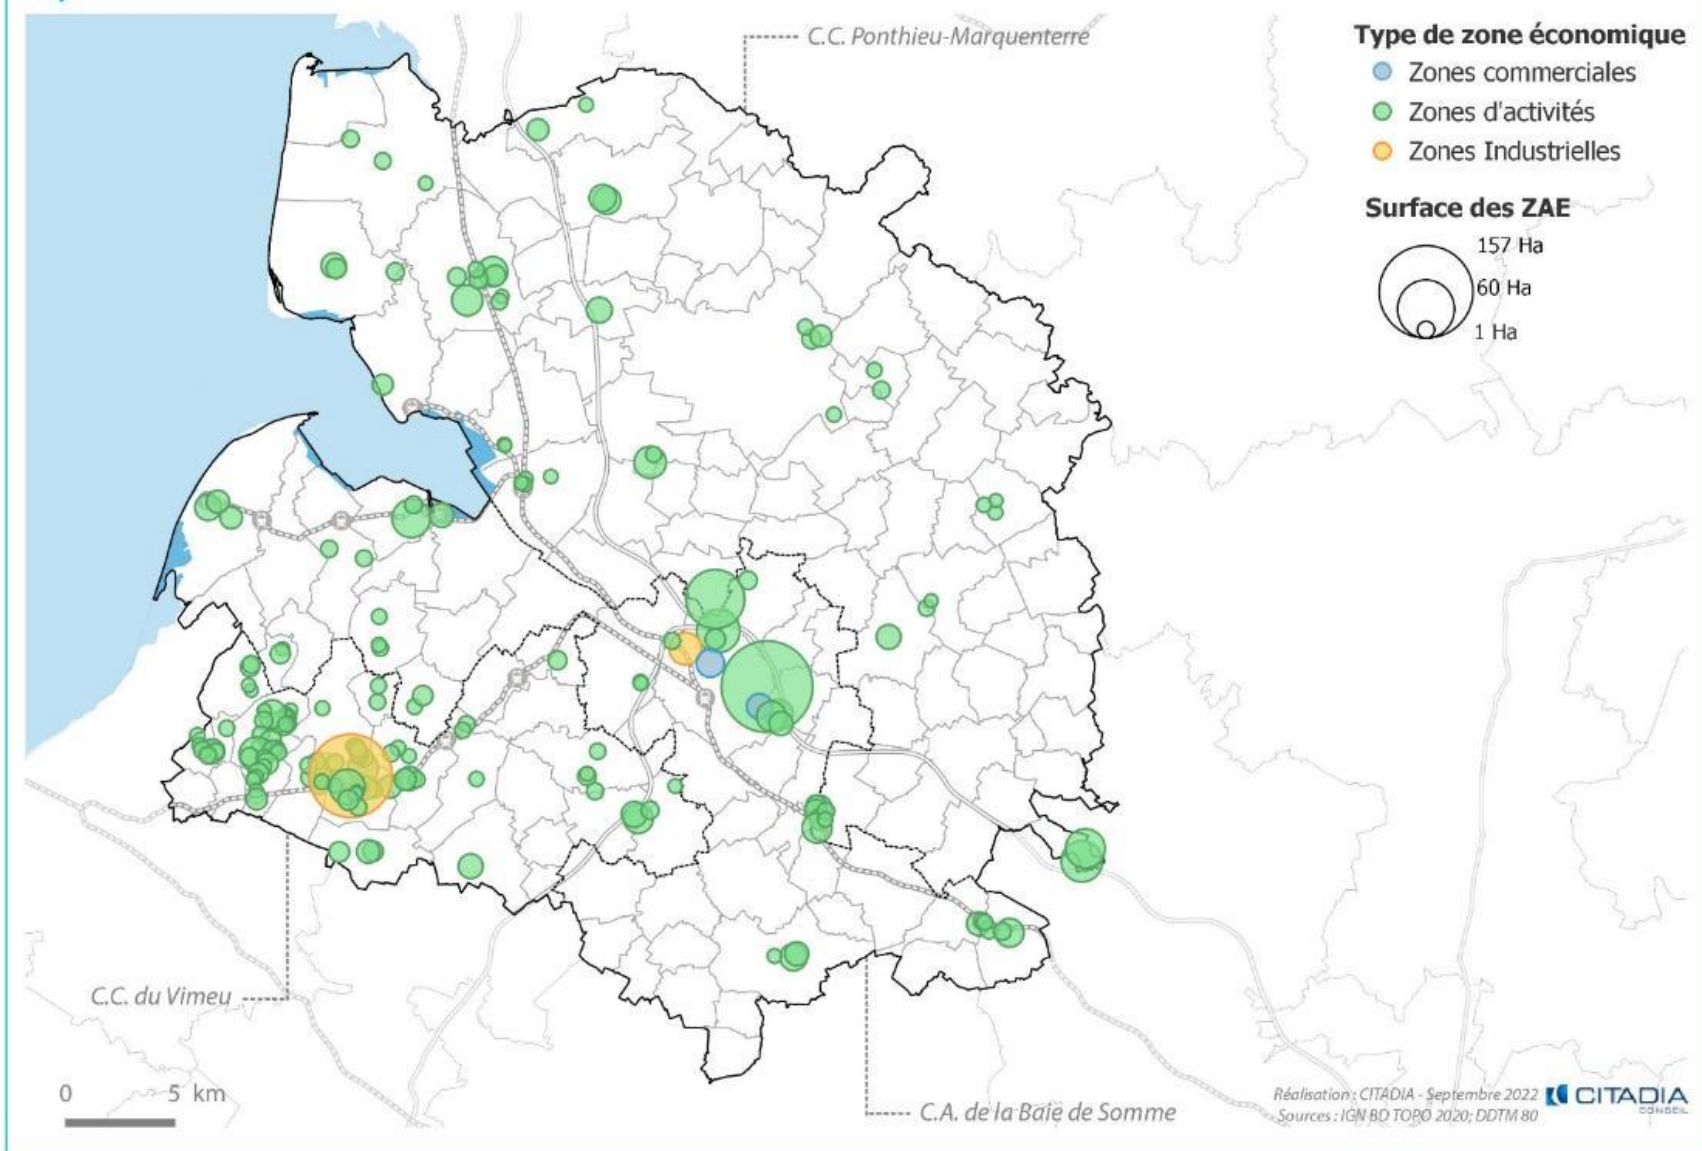 C.C. Ponthieu-Marquenterre
Type de zone économique
Zones commerciales
Zones d'activités
Zones Industrielles
Surface des ZAE
157 Ha
60 Ha
1 Ha
C.C. du Vimeu
0 5 km
C.A. de la Baie de Somme
Réalisation : CITADIA - Septembre 2022
Sources : IGN BD TOPO 2020; DDTM 80
CITADIA
CONSEIL